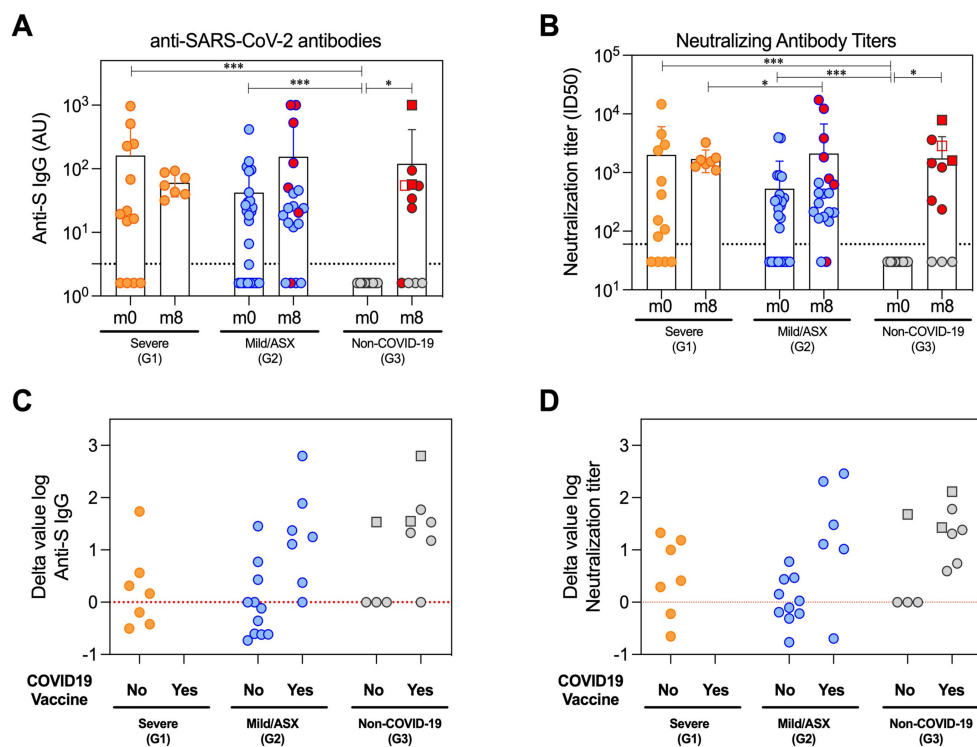 A
anti-SARS-CoV-2 antibodies
***
***
*
10³
10²
10¹
10⁰
Anti-S IgG (AU)
m0 m8 m0 m8 m0 m8
Severe (G1)
Mild/ASX (G2)
Non-COVID-19 (G3)
B
Neutralizing Antibody Titers
***
***
*
*
10⁵
10⁴
10³
10²
10¹
Neutralization titer (ID50)
m0 m8 m0 m8 m0 m8
Severe (G1)
Mild/ASX (G2)
Non-COVID-19 (G3)
C
3
2
1
0
-1
Delta value log
Anti-S IgG
COVID19
Vaccine
No Yes No Yes No Yes
Severe (G1)
Mild/ASX (G2)
Non-COVID-19 (G3)
D
3
2
1
0
-1
Delta value log
Neutralization titer
COVID19
Vaccine
No Yes No Yes No Yes
Severe (G1)
Mild/ASX (G2)
Non-COVID-19 (G3)